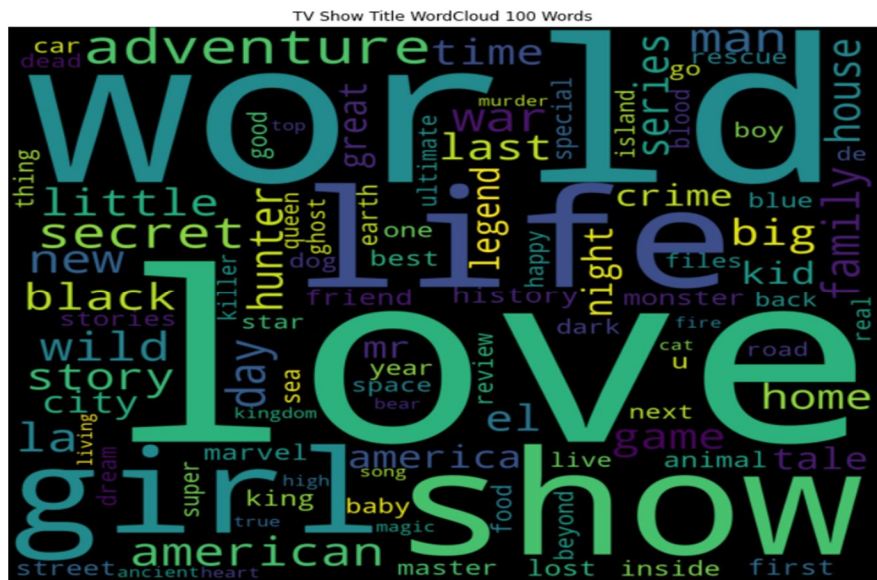 TV Show Title WordCloud 100 Words
car
dead
adventure
time
world
man
rescue
go
house
series
thing
good
top
great
murder
war
last
ultimate
special
island
blood
boy
de
family
little
secret
new
black
stories
hunter
queen
ghost
earth
one
best
dog
killer
star
friend
life
legend
crime
blue
big
night
happy
files
kid
history
monster
back
real
wild
story
city
day
sea
kingdom
love
mr
year
space
bear
review
dark
fire
cat
u
road
home
next
la
living
girl
dream
super
marvel
america
el
game
live
animal
tale
king
high
true
song
baby
magic
show
food
beyond
street
ancient
heart
american
master
lost
inside
first